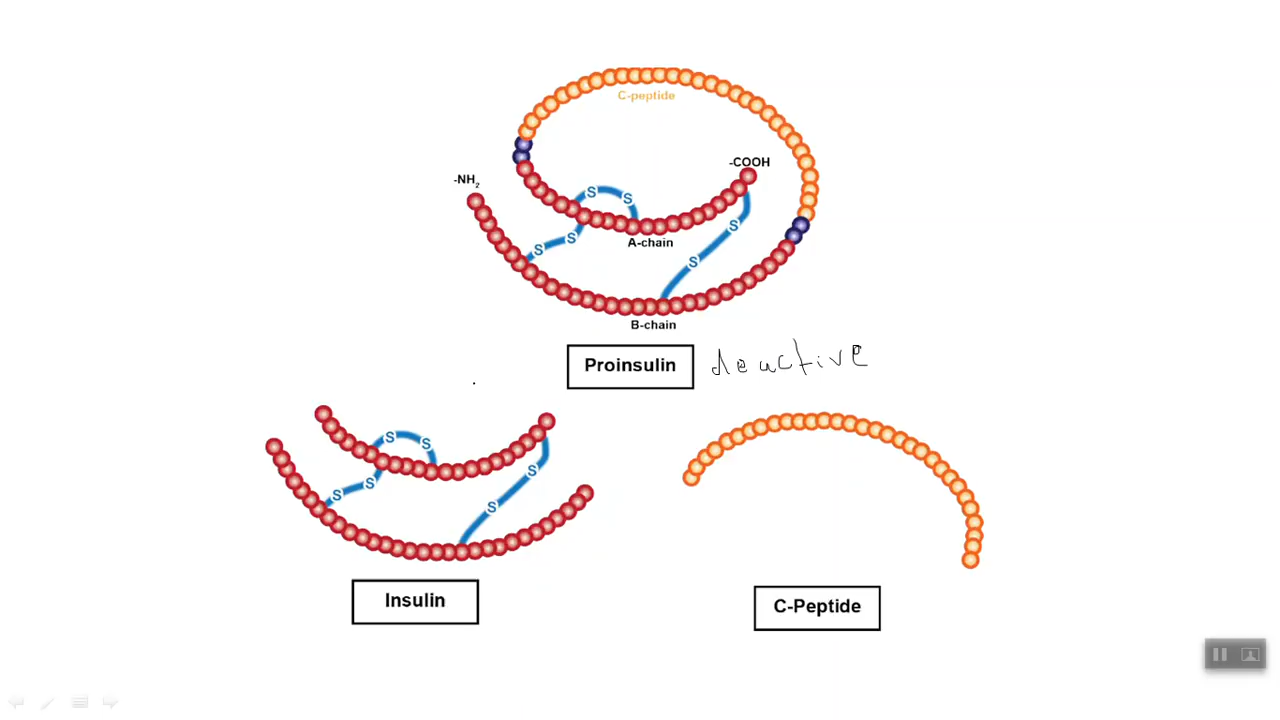 C-peptide
-COOH
-NH2
S S
S S
S
S
A-chain
B-chain
Proinsulin deactive
S S
S S
S
S
Insulin
C-Peptide